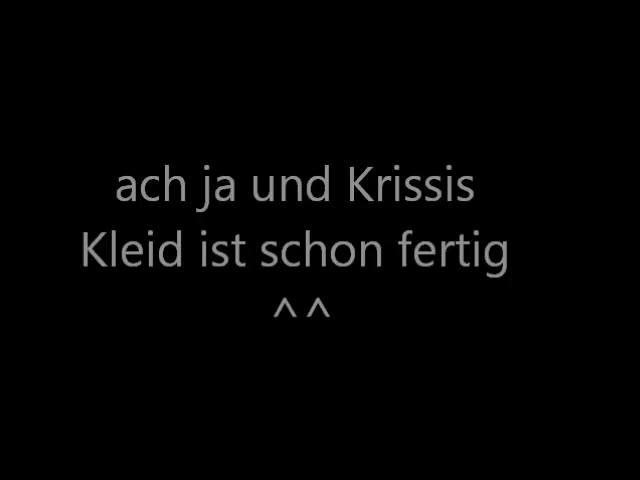 ach ja und Krissis
Kleid ist schon fertig
^^